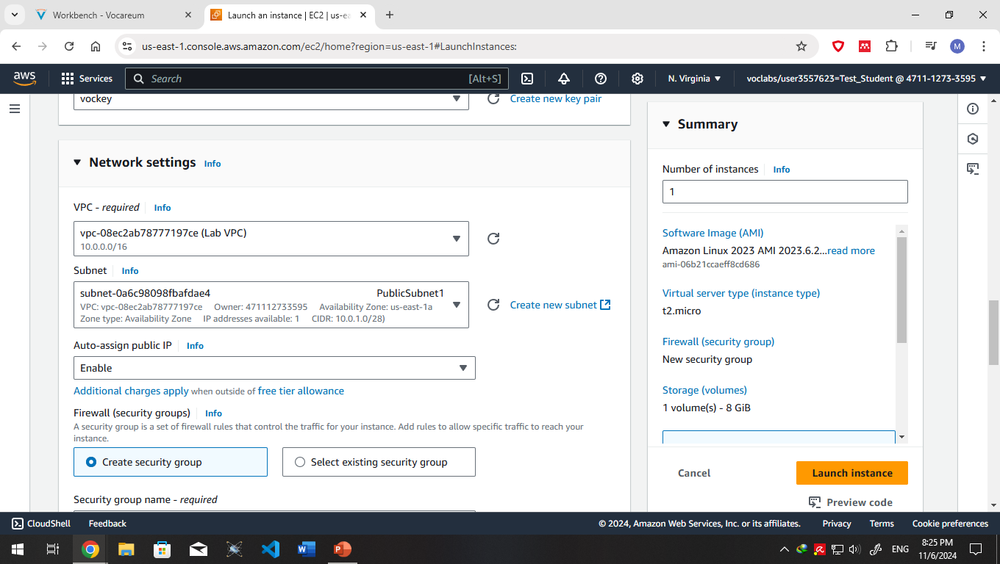 Workbench - Vocareum
Launch an instance | EC2 | us-ea
us-east-1.console.aws.amazon.com/ec2/home?region=us-east-1#LaunchInstances:
M
aws
Services
Search
[Alt+S]
N. Virginia
voclabs/user3557623=Test_Student @ 4711-1273-3595
vockey
Create new key pair
Network settings Info
VPC - required Info
vpc-08ec2ab78777197ce (Lab VPC)
10.0.0.0/16
Subnet Info
subnet-0a6c98098fbafdae4 PublicSubnet1
VPC: vpc-08ec2ab78777197ce Owner: 471112733595 Availability Zone: us-east-1a
Zone type: Availability Zone IP addresses available: 1 CIDR: 10.0.1.0/28)
Create new subnet
Auto-assign public IP Info
Enable
Additional charges apply when outside of free tier allowance
Firewall (security groups) Info
A security group is a set of firewall rules that control the traffic for your instance. Add rules to allow specific traffic to reach your
instance.
Create security group
Select existing security group
Security group name - required
Summary
Number of instances Info
1
Software Image (AMI)
Amazon Linux 2023 AMI 2023.6.2...read more
ami-06b21ccaeff8cd686
Virtual server type (instance type)
t2.micro
Firewall (security group)
New security group
Storage (volumes)
1 volume(s) - 8 GiB
Cancel
Launch instance
Preview code
CloudShell
Feedback
© 2024, Amazon Web Services, Inc. or its affiliates.
Privacy
Terms
Cookie preferences
ENG
8:25 PM
11/6/2024